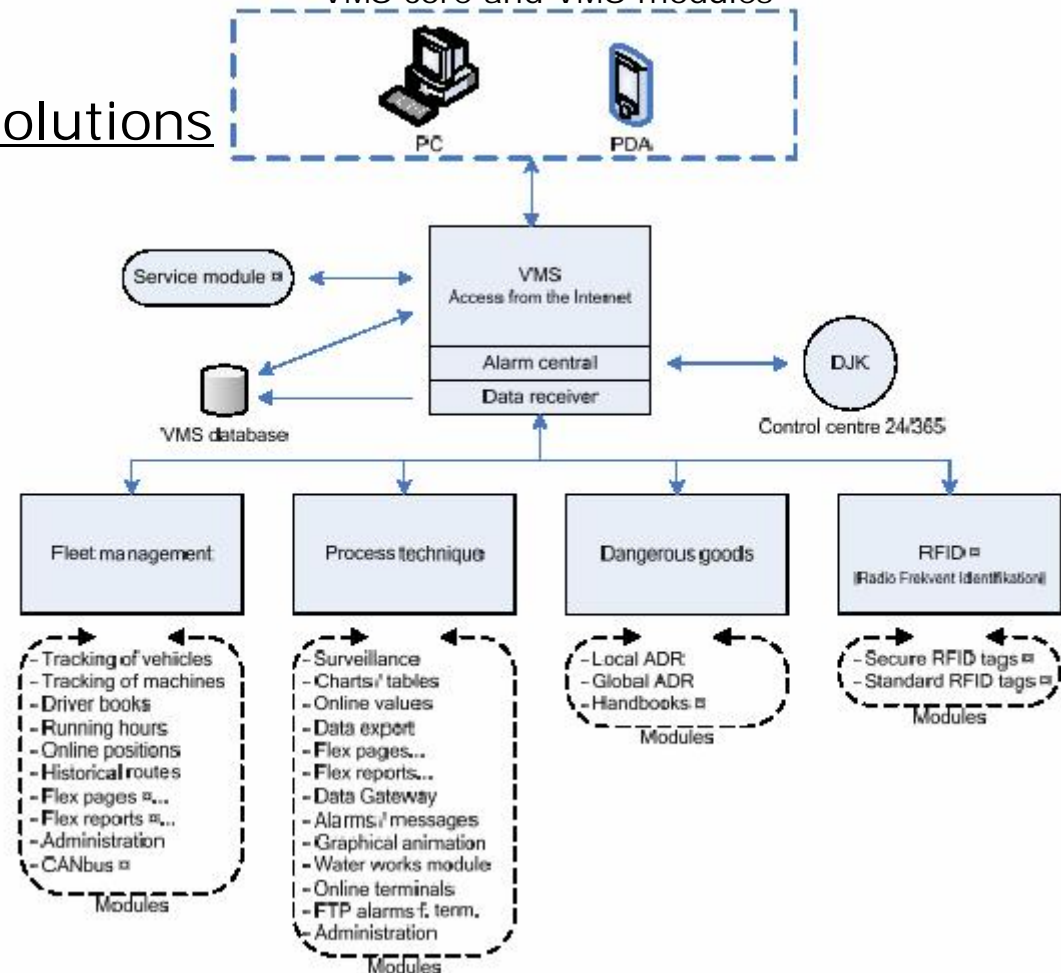 VMS core and VMS modules
olutions
PC
PDA
Service module ¤
VMS
Access from the Internet
Alarm central
Data receiver
DJK
Control centre 24/365
VMS database
Fleet management
Process technique
Dangerous goods
RFID ¤
(Radio Frekvent Identifikation)
- Tracking of vehicles
- Tracking of machines
- Driver books
- Running hours
- Online positions
- Historical routes
- Flex pages ¤...
- Flex reports ¤...
- Administration
- CANbus ¤
Modules
- Surveillance
- Charts / tables
- Online values
- Data export
- Flex pages...
- Flex reports...
- Data Gateway
- Alarms / messages
- Graphical animation
- Water works module
- Online terminals
- FTP alarms f. term.
- Administration
Modules
- Local ADR
- Global ADR
- Handbooks ¤
Modules
- Secure RFID tags ¤
- Standard RFID tags ¤
Modules